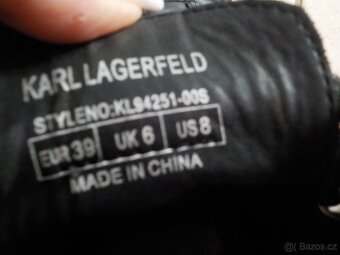 KARL LAGERFELD
STYLENO:KL94251-00S
EUR 39 UK 6 US 8
MADE IN CHINA
Bazos.cz